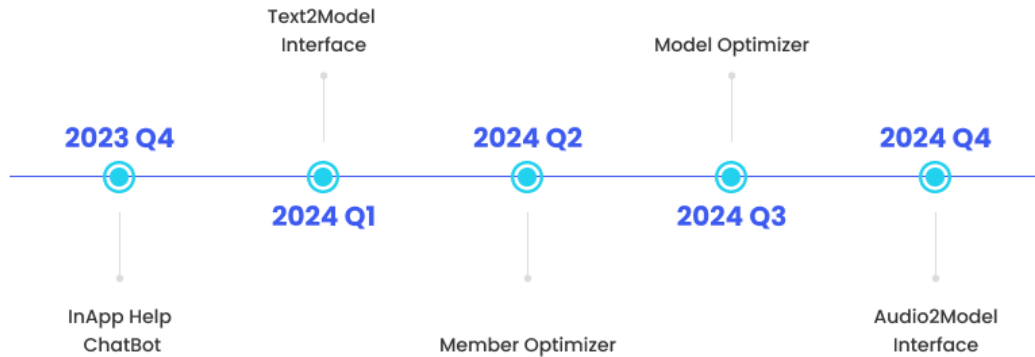 Text2Model
Interface
Model Optimizer
2023 Q4
2024 Q2
2024 Q4
2024 Q1
2024 Q3
InApp Help
ChatBot
Member Optimizer
Audio2Model
Interface